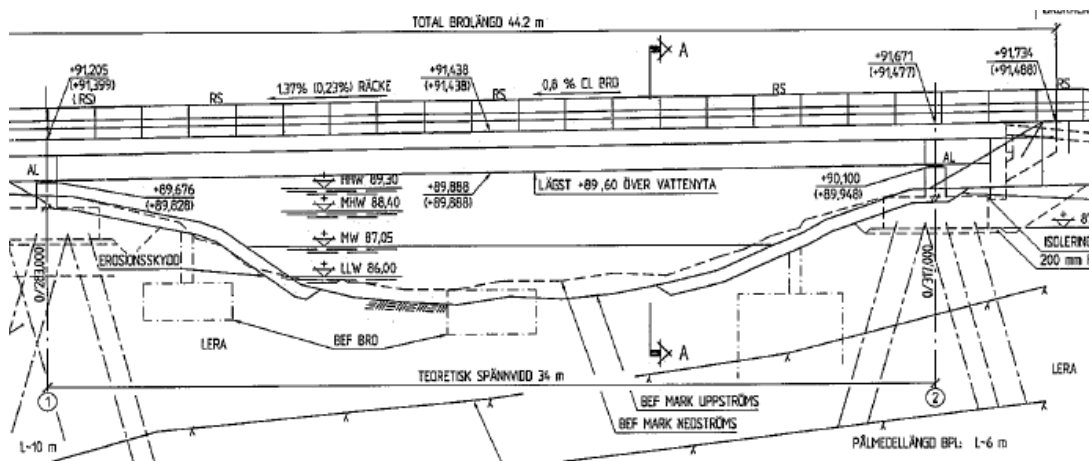 TOTAL BROLÄNGD 44.2 m
A
+91,205
(+91,399)
(RS)
RS
1.37% (0,23%) RÄCKE
+91,438
(+91,438)
RS
0,8 % CL BRO
RS
+91,671
(+91,477)
+91,734
(+91,488)
RS
AL
+89,676
(+89,828)
HHW 89,30
MHW 88,40
MW 87,05
LLW 86,00
+89,888
(+89,888)
LÄGST +89,60 ÖVER VATTENYTA
+90,100
(+89,948)
AL
EROSIONSSKYDD
ISOLERING
200 mm
0/283,000
0/317,000
LERA
BEF BRO
A
TEORETISK SPÄNNVIDD 34 m
LERA
1
2
BEF MARK UPPSTRÖMS
BEF MARK NEDSTRÖMS
L~10 m
PÅLMEDELLÄNGD BPL: L~6 m